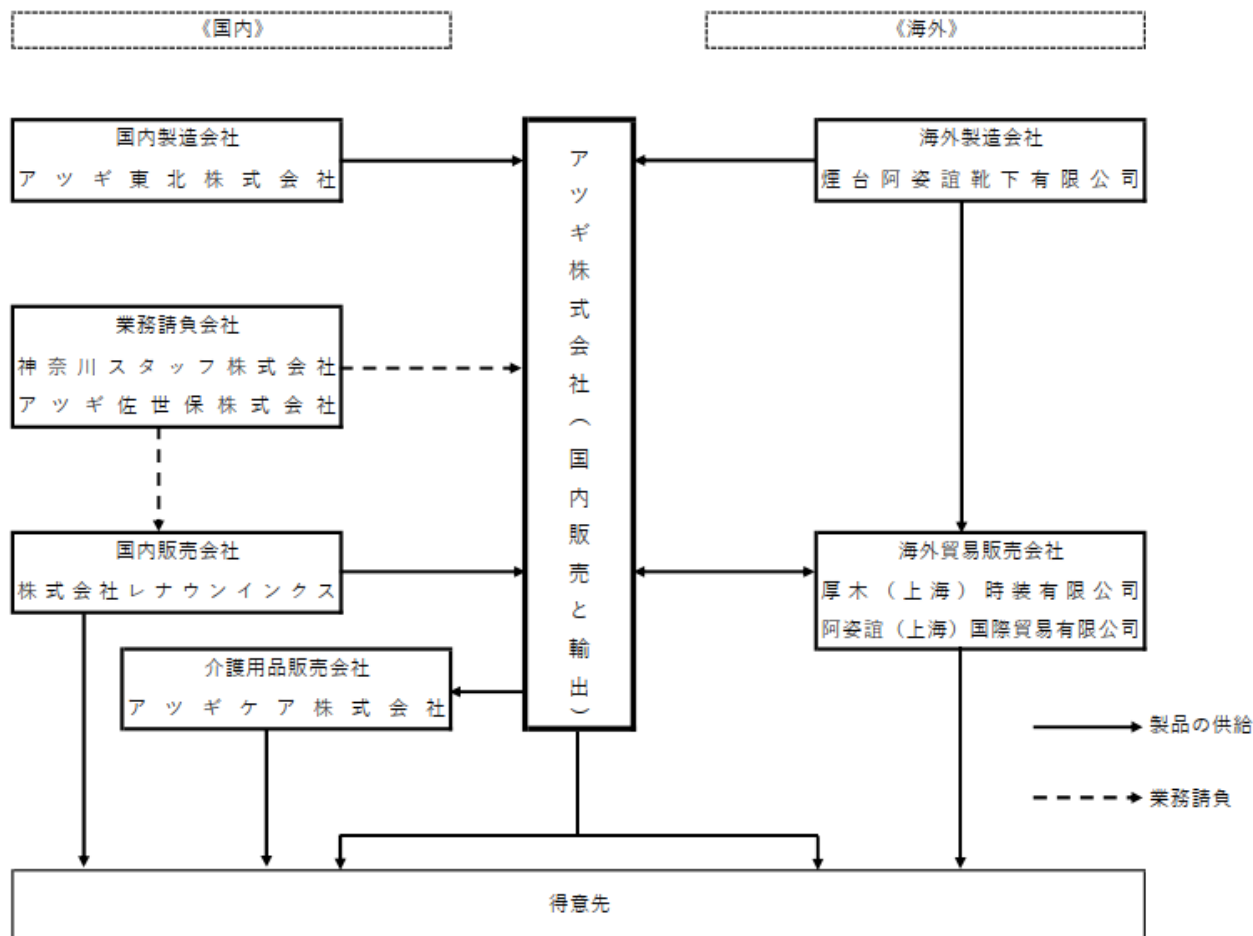 《国内》
《海外》
国内製造会社
アツギ東北株式会社
海外製造会社
煙台阿姿誼靴下有限公司
アツギ株式会社(国内販売と輸出)
業務請負会社
神奈川スタッフ株式会社
アツギ佐世保株式会社
国内販売会社
株式会社レナウンインクス
海外貿易販売会社
厚木(上海)時装有限公司
阿姿誼(上海)国際貿易有限公司
介護用品販売会社
アツギケア株式会社
製品の供給
業務請負
得意先